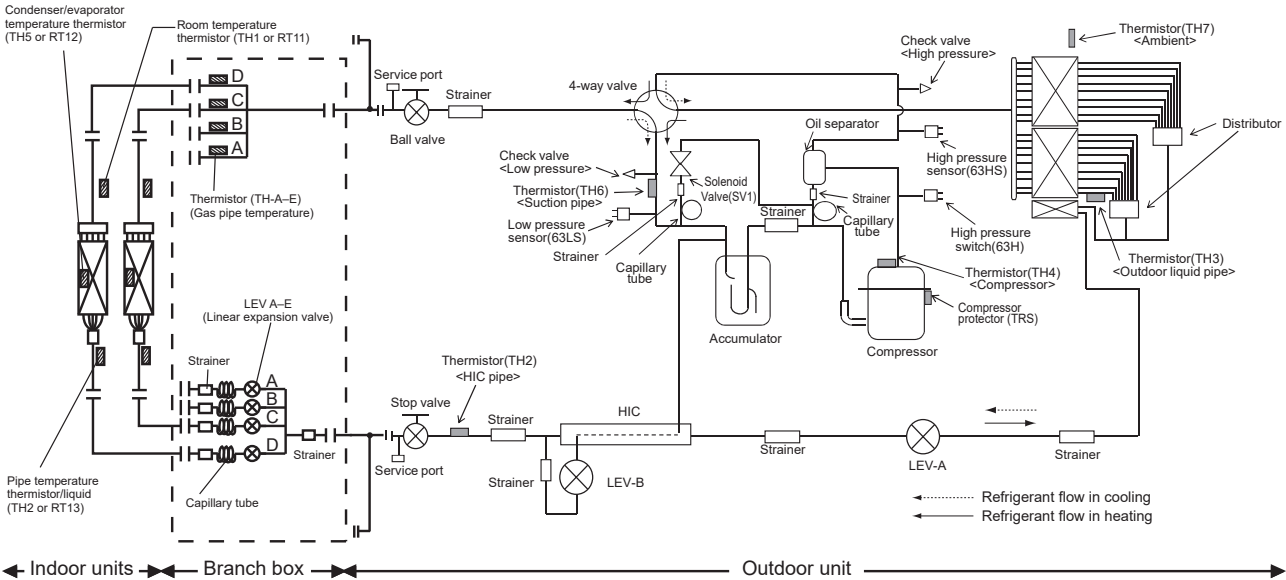 Condenser/evaporator
temperature thermistor
(TH5 or RT12)
Room temperature
thermistor (TH1 or RT11)
D
C
B
A
Thermistor (TH-A–E)
(Gas pipe temperature)
LEV A–E
(Linear expansion valve)
Strainer
A
B
C
D
Strainer
Capillary tube
Pipe temperature
thermistor/liquid
(TH2 or RT13)
Service port
Strainer
Ball valve
4-way valve
Check valve
<High pressure>
Thermistor(TH7)
<Ambient>
Oil separator
Distributor
Check valve
<Low pressure>
Thermistor(TH6)
<Suction pipe>
Low pressure
sensor(63LS)
Strainer
Capillary
tube
Solenoid
Valve(SV1)
Strainer
Strainer
Capillary
tube
High pressure
sensor(63HS)
High pressure
switch(63H)
Thermistor(TH4)
<Compressor>
Compressor
protector (TRS)
Thermistor(TH3)
<Outdoor liquid pipe>
Accumulator
Compressor
Thermistor(TH2)
<HIC pipe>
Stop valve
Service port
Strainer
HIC
Strainer
LEV-B
Strainer
LEV-A
Strainer
Refrigerant flow in cooling
Refrigerant flow in heating
Indoor units
Branch box
Outdoor unit